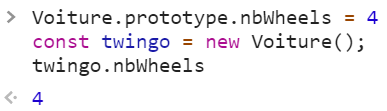 Voiture.prototype.nbWheels = 4
const twingo = new Voiture();
twingo.nbWheels
4